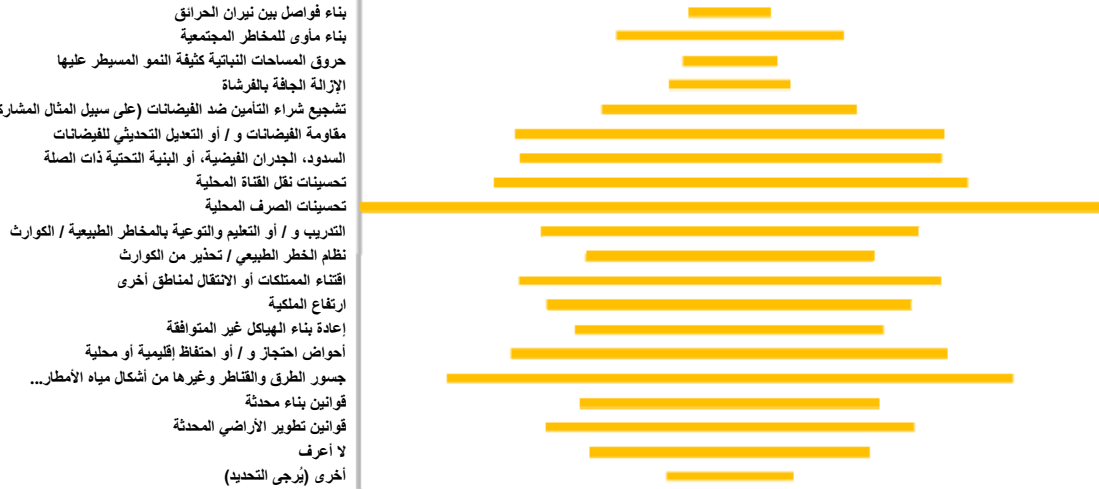 بناء فواصل بين نيران الحرائق
بناء مأوى للمخاطر المجتمعية
حروق المساحات النباتية كثيفة النمو المسيطر عليها
الإزالة الجافة بالفرشاة
تشجيع شراء التأمين ضد الفيضانات (على سبيل المثال
مقاومة الفيضانات و / أو التعديل التحديثي للفيضانات
السدود، الجدران الفيضية، أو البنية التحتية ذات الصلة
تحسينات نقل القناة المحلية
تحسينات الصرف المحلية
التدريب و / أو التعليم والتوعية بالمخاطر الطبيعية / الكوارث
نظام الخطر الطبيعي / تحذير من الكوارث
اقتناء الممتلكات أو الانتقال لمناطق أخرى
ارتفاع الملكية
إعادة بناء الهياكل غير المتوافقة
أحواض احتجاز و / أو احتفاظ إقليمية أو محلية
جسور الطرق والقناطر وغيرها من أشكال مياه الأمطار...
قوانين بناء محدثة
قوانين تطوير الأراضي المحدثة
لا أعرف
أخرى (يُرجى التحديد)